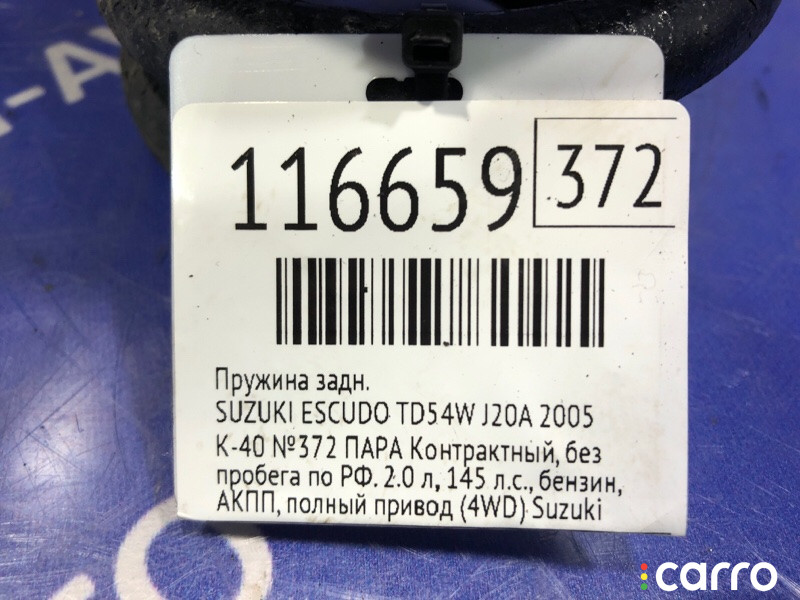 116659 372
Пружина задн.
SUZUKI ESCUDO TD54W J20A 2005
К-40 №372 ПАРА Контрактный, без
пробега по РФ. 2.0 л, 145 л.с., бензин,
АКПП, полный привод (4WD) Suzuki
carro